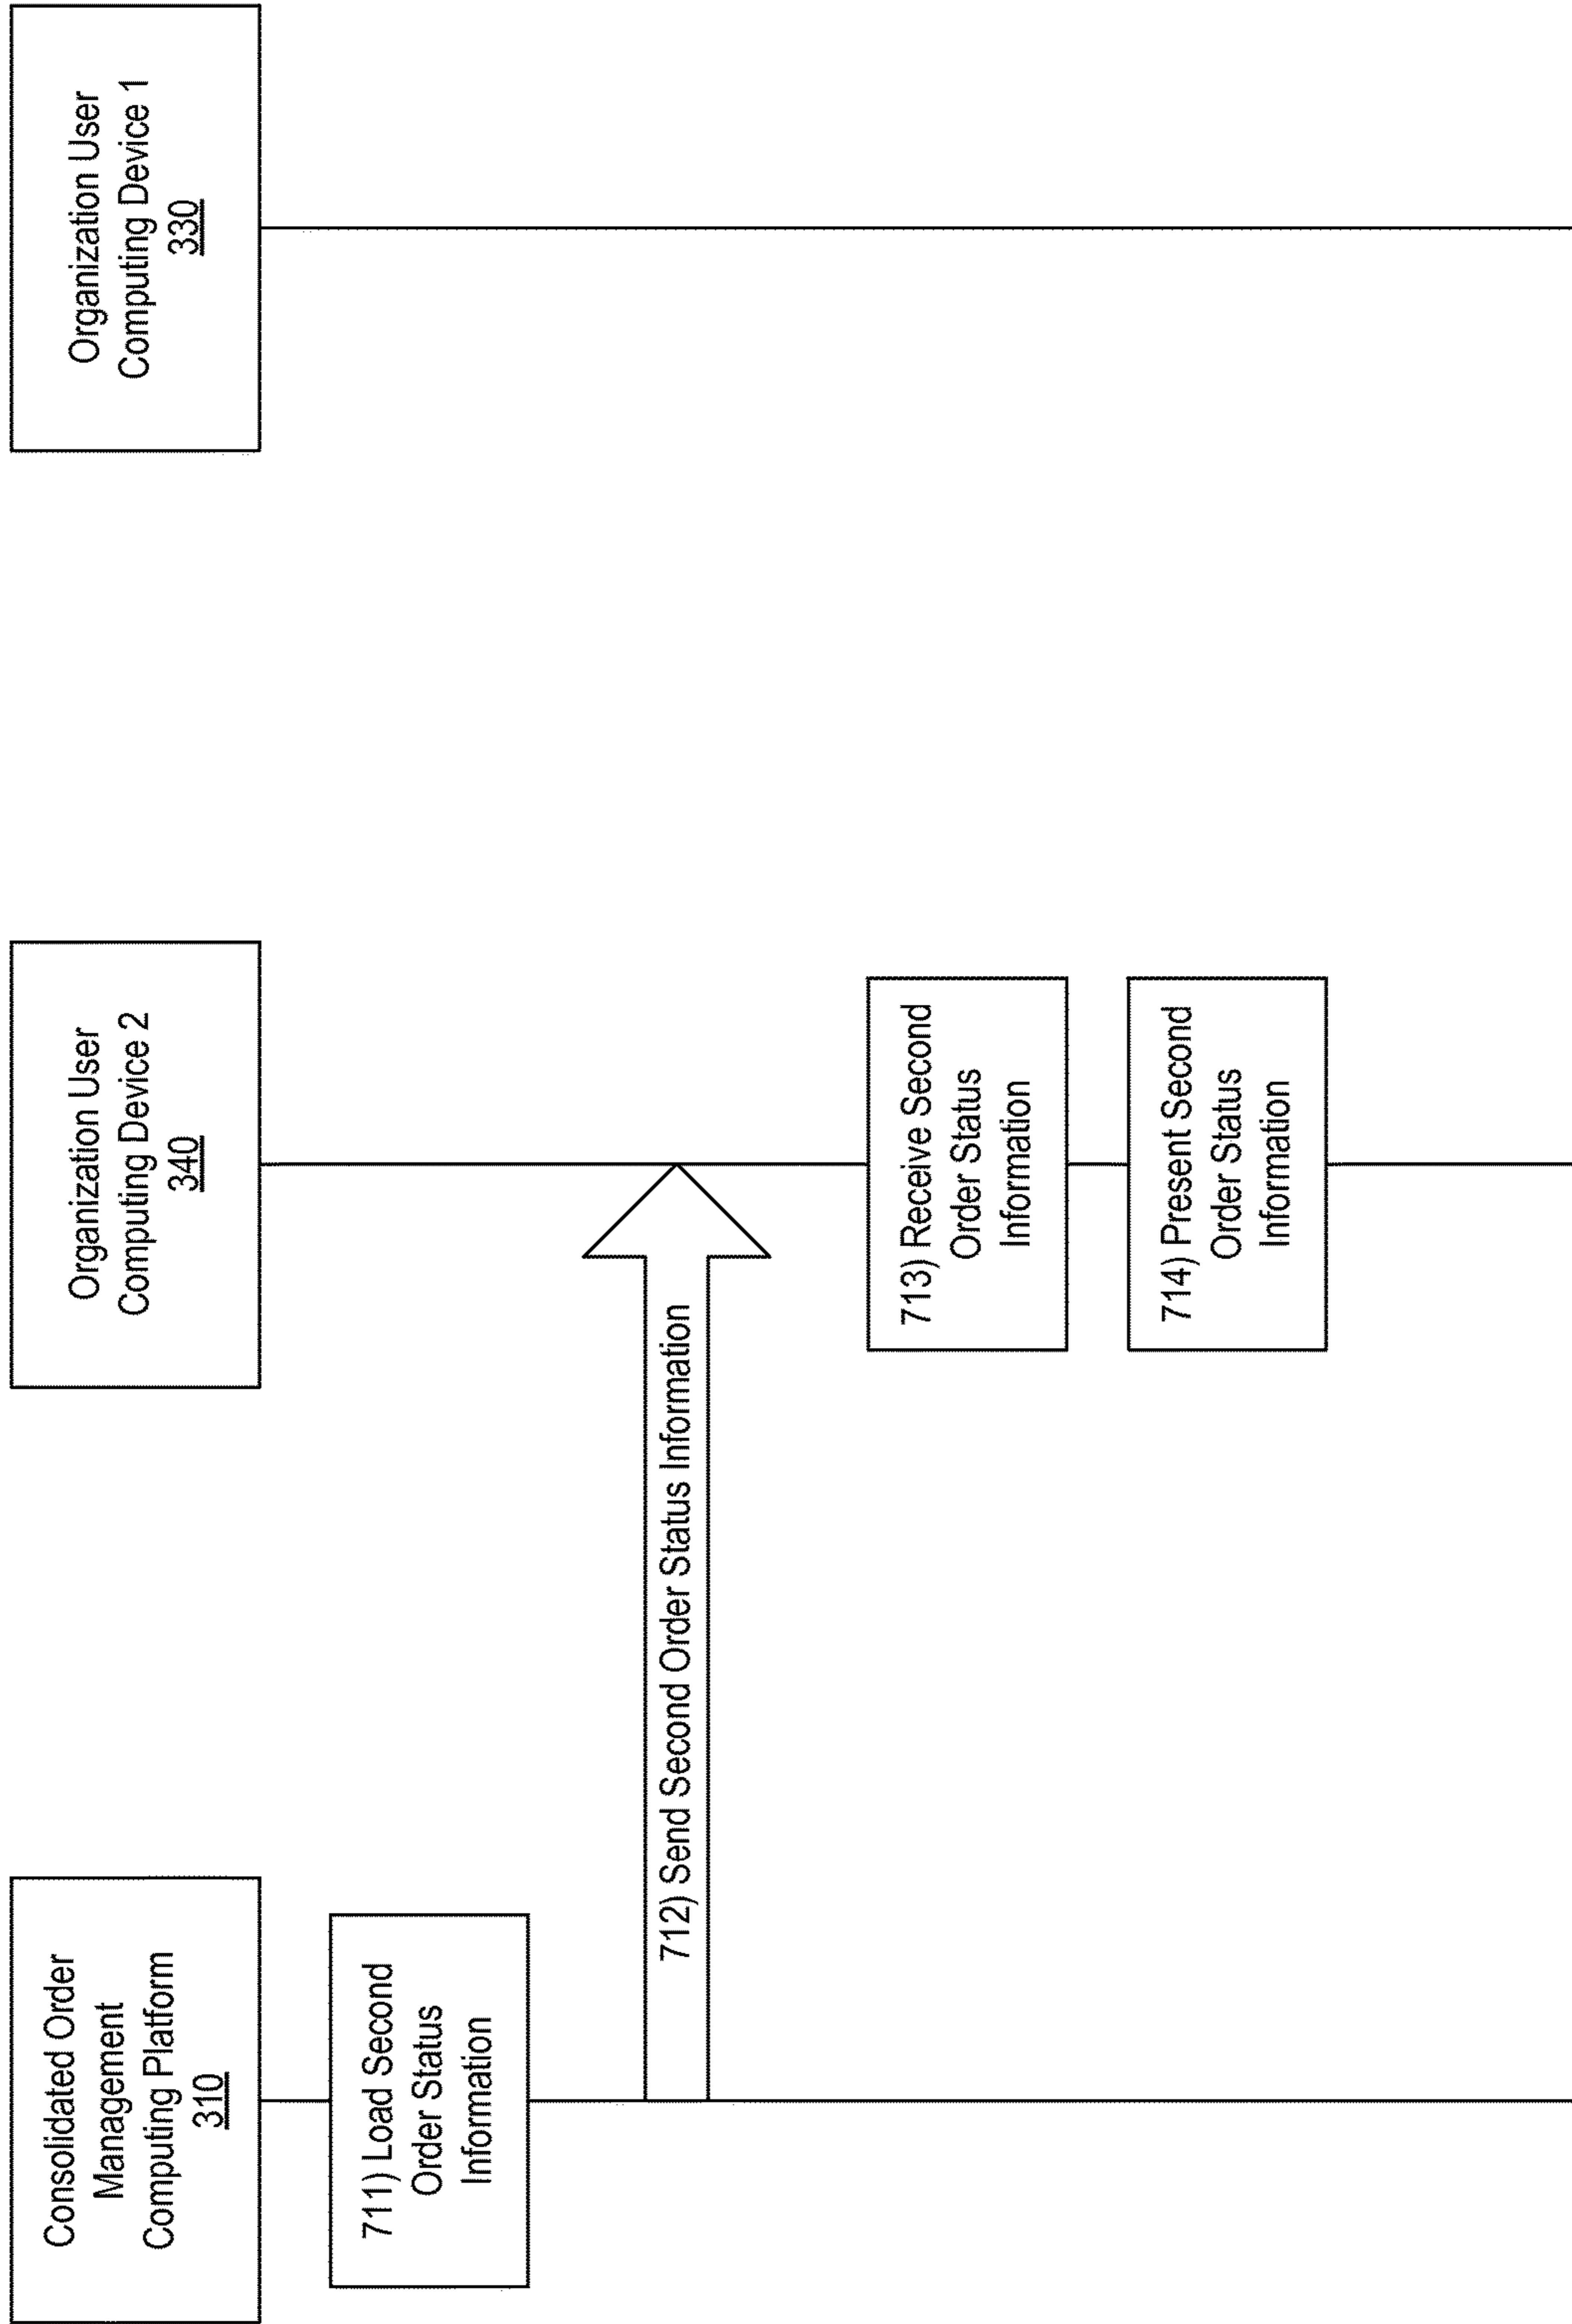 Consolidated Order
Management
Computing Platform
310
Organization User
Computing Device 2
340
Organization User
Computing Device 1
330
711) Load Second
Order Status
Information
712) Send Second Order Status Information
713) Receive Second
Order Status
Information
714) Present Second
Order Status
Information